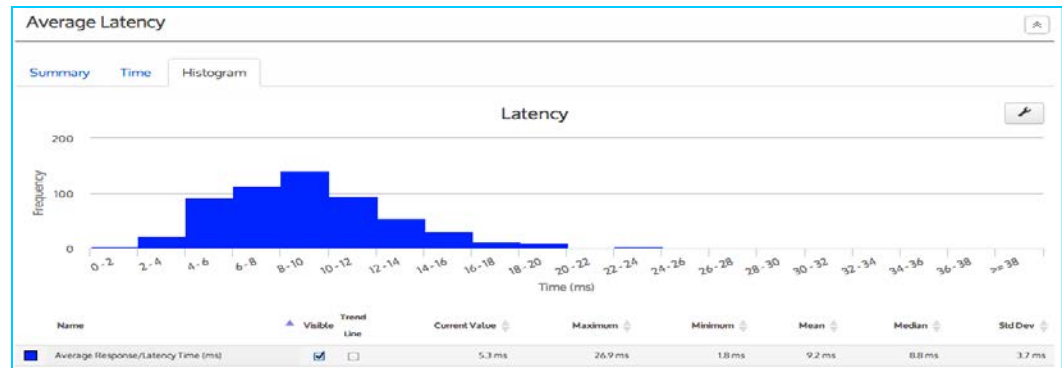 Average Latency
Summary Time Histogram
Latency
200
100
0
Frequency
0-2 2-4 4-6 6-8 8-10 10-12 12-14 14-16 16-18 18-20 20-22 22-24 24-26 26-28 28-30 30-32 32-34 34-36 36-38 >= 38
Time (ms)
Name Visible Trend Line Current Value Maximum Minimum Mean Median Std Dev
Average Response/Latency Time (ms) 5.3 ms 26.9 ms 1.8 ms 9.2 ms 8.8 ms 3.7 ms